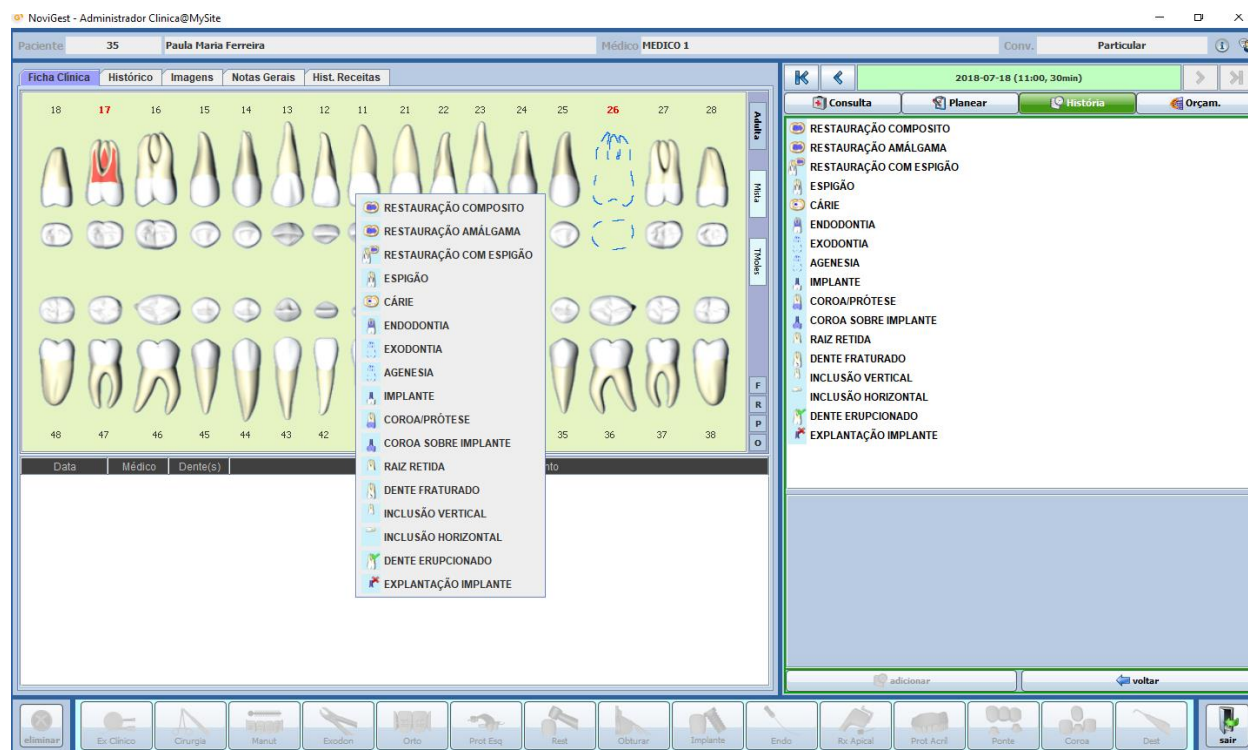 NoviGest - Administrador Clinica@MySite
Paciente 35 Paula Maria Ferreira Médico MEDICO 1 Conv. Particular
Ficha Clínica Histórico Imagens Notas Gerais Hist. Receitas
2018-07-18 (11:00, 30min)
Consulta Planear História Orçam.
18 17 16 15 14 13 12 11 21 22 23 24 25 26 27 28
Adulta
Mista
TMoles
F
R
P
O
48 47 46 45 44 43 42 35 36 37 38
Data Médico Dente(s) nto
RESTAURAÇÃO COMPOSITO
RESTAURAÇÃO AMÁLGAMA
RESTAURAÇÃO COM ESPIGÃO
ESPIGÃO
CÁRIE
ENDODONTIA
EXODONTIA
AGENESIA
IMPLANTE
COROA/PRÓTESE
COROA SOBRE IMPLANTE
RAIZ RETIDA
DENTE FRATURADO
INCLUSÃO VERTICAL
INCLUSÃO HORIZONTAL
DENTE ERUPCIONADO
EXPLANTAÇÃO IMPLANTE
RESTAURAÇÃO COMPOSITO
RESTAURAÇÃO AMÁLGAMA
RESTAURAÇÃO COM ESPIGÃO
ESPIGÃO
CÁRIE
ENDODONTIA
EXODONTIA
AGENESIA
IMPLANTE
COROA/PRÓTESE
COROA SOBRE IMPLANTE
RAIZ RETIDA
DENTE FRATURADO
INCLUSÃO VERTICAL
INCLUSÃO HORIZONTAL
DENTE ERUPCIONADO
EXPLANTAÇÃO IMPLANTE
adicionar voltar
eliminar Ex Clínico Cirurgia Manut Exodon Orto Prot Esq Rest Obturar Implante Endo Rx Apical Prot Acril Ponte Coroa Dest sair